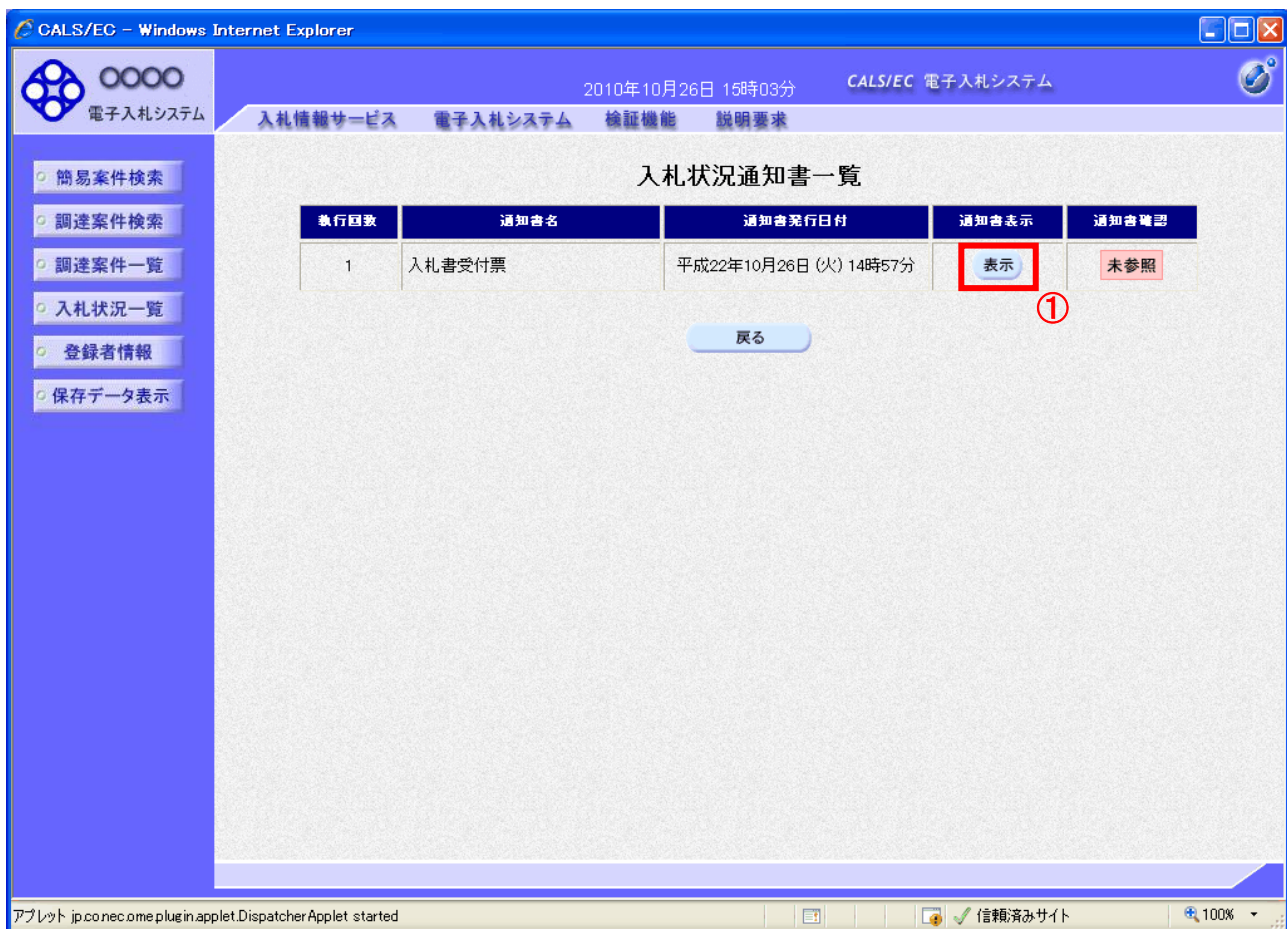 CALS/EC - Windows Internet Explorer
○○○○
電子入札システム
2010年10月26日 15時03分
CALS/EC 電子入札システム
入札情報サービス 電子入札システム 検証機能 説明要求
簡易案件検索
調達案件検索
調達案件一覧
入札状況一覧
登録者情報
保存データ表示
入札状況通知書一覧
執行回数 通知書名 通知書発行日付 通知書表示 通知書確認
1 入札書受付票 平成22年10月26日 (火) 14時57分 表示 未参照
①
戻る
アプレット jp.co.nec.ome.plugin.applet.DispatcherApplet started
信頼済みサイト
100%